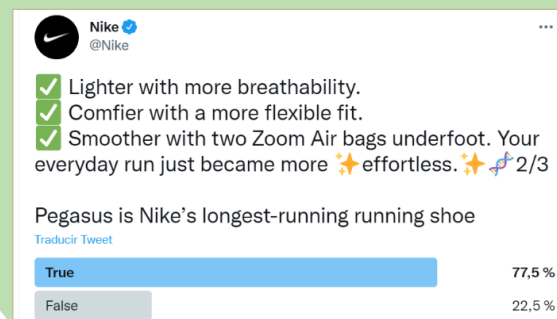 Nike
@Nike
✅ Lighter with more breathability.
✅ Comfier with a more flexible fit.
✅ Smoother with two Zoom Air bags underfoot. Your
everyday run just became more ✨effortless.✨🧬2/3
Pegasus is Nike’s longest-running running shoe
Traducir Tweet
True 77,5 %
False 22,5 %